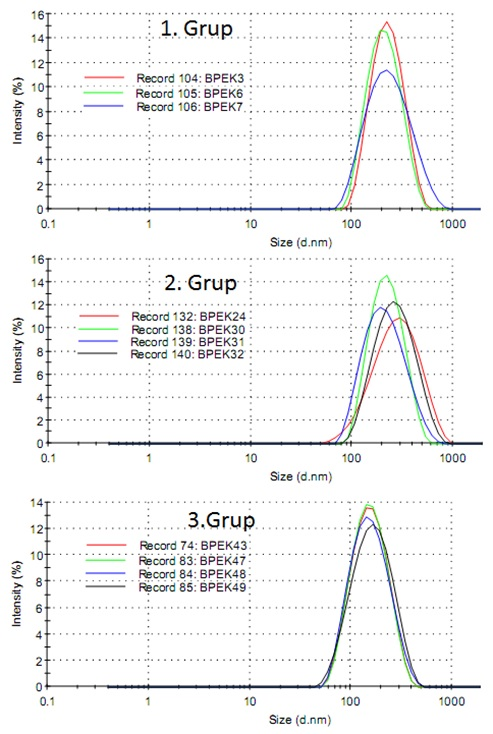 1. Grup
16
14
12
10
8
6
4
2
0
Intensity (%)
Record 104: BPEK3
Record 105: BPEK6
Record 106: BPEK7
0.1 1 10 100 1000
Size (d.nm)
2. Grup
16
14
12
10
8
6
4
2
0
Intensity (%)
Record 132: BPEK24
Record 138: BPEK30
Record 139: BPEK31
Record 140: BPEK32
0.1 1 10 100 1000
Size (d.nm)
3.Grup
14
12
10
8
6
4
2
0
Intensity (%)
Record 74: BPEK43
Record 83: BPEK47
Record 84: BPEK48
Record 85: BPEK49
0.1 1 10 100 1000
Size (d.nm)